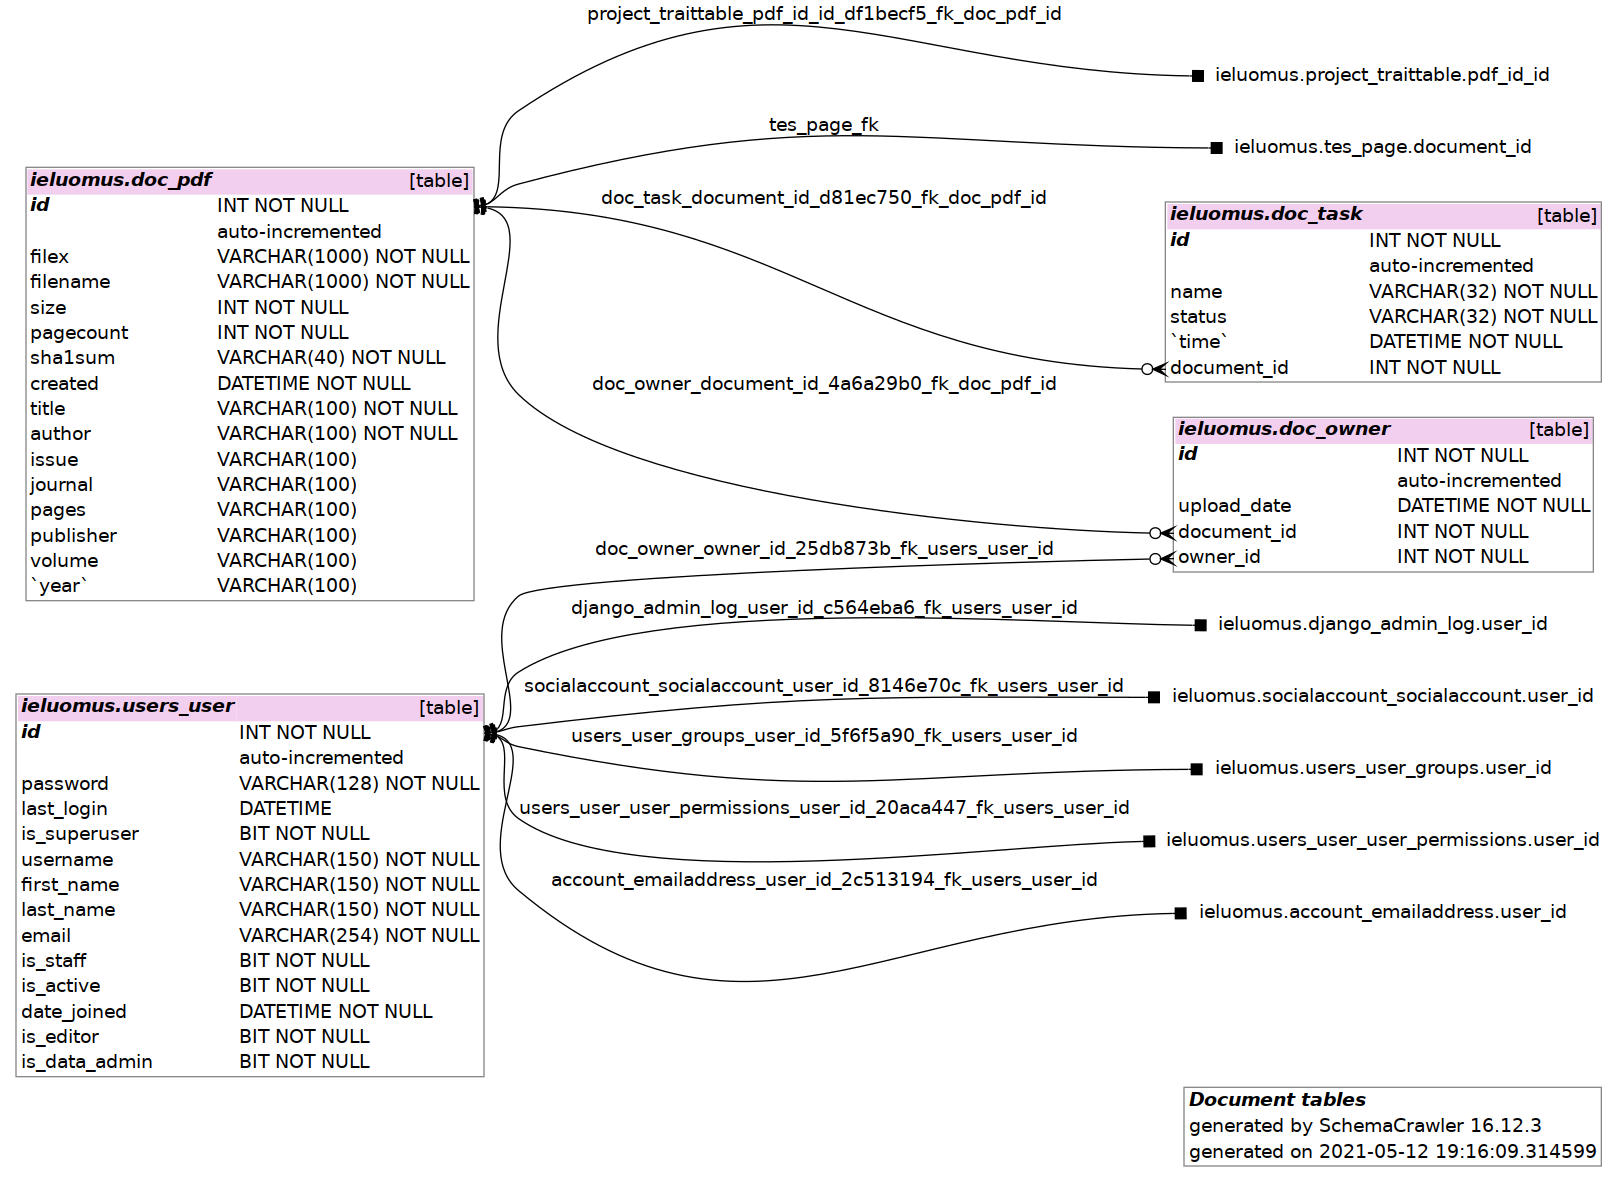 project_traittable_pdf_id_id_df1becf5_fk_doc_pdf_id
ieluomus.project_traittable.pdf_id_id
tes_page_fk
ieluomus.tes_page.document_id
doc_task_document_id_d81ec750_fk_doc_pdf_id
doc_owner_document_id_4a6a29b0_fk_doc_pdf_id
ieluomus.doc_pdf [table]
id INT NOT NULL
auto-incremented
filex VARCHAR(1000) NOT NULL
filename VARCHAR(1000) NOT NULL
size INT NOT NULL
pagecount INT NOT NULL
sha1sum VARCHAR(40) NOT NULL
created DATETIME NOT NULL
title VARCHAR(100) NOT NULL
author VARCHAR(100) NOT NULL
issue VARCHAR(100)
journal VARCHAR(100)
pages VARCHAR(100)
publisher VARCHAR(100)
volume VARCHAR(100)
`year` VARCHAR(100)
ieluomus.doc_task [table]
id INT NOT NULL
auto-incremented
name VARCHAR(32) NOT NULL
status VARCHAR(32) NOT NULL
`time` DATETIME NOT NULL
document_id INT NOT NULL
ieluomus.doc_owner [table]
id INT NOT NULL
auto-incremented
upload_date DATETIME NOT NULL
document_id INT NOT NULL
owner_id INT NOT NULL
doc_owner_owner_id_25db873b_fk_users_user_id
django_admin_log_user_id_c564eba6_fk_users_user_id
ieluomus.django_admin_log.user_id
socialaccount_socialaccount_user_id_8146e70c_fk_users_user_id
ieluomus.socialaccount_socialaccount.user_id
users_user_groups_user_id_5f6f5a90_fk_users_user_id
ieluomus.users_user_groups.user_id
users_user_user_permissions_user_id_20aca447_fk_users_user_id
ieluomus.users_user_user_permissions.user_id
account_emailaddress_user_id_2c513194_fk_users_user_id
ieluomus.account_emailaddress.user_id
ieluomus.users_user [table]
id INT NOT NULL
auto-incremented
password VARCHAR(128) NOT NULL
last_login DATETIME
is_superuser BIT NOT NULL
username VARCHAR(150) NOT NULL
first_name VARCHAR(150) NOT NULL
last_name VARCHAR(150) NOT NULL
email VARCHAR(254) NOT NULL
is_staff BIT NOT NULL
is_active BIT NOT NULL
date_joined DATETIME NOT NULL
is_editor BIT NOT NULL
is_data_admin BIT NOT NULL
Document tables
generated by SchemaCrawler 16.12.3
generated on 2021-05-12 19:16:09.314599